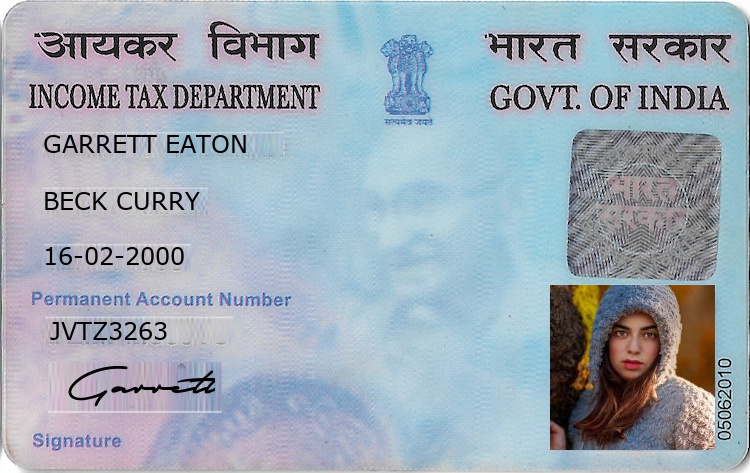 आयकर विभाग
भारत सरकार
INCOME TAX DEPARTMENT
GOVT. OF INDIA
सत्यमेव जयते
GARRETT EATON
BECK CURRY
16-02-2000
भारत
सरकार
Permanent Account Number
JVTZ3263
Garrett
Signature
05062010